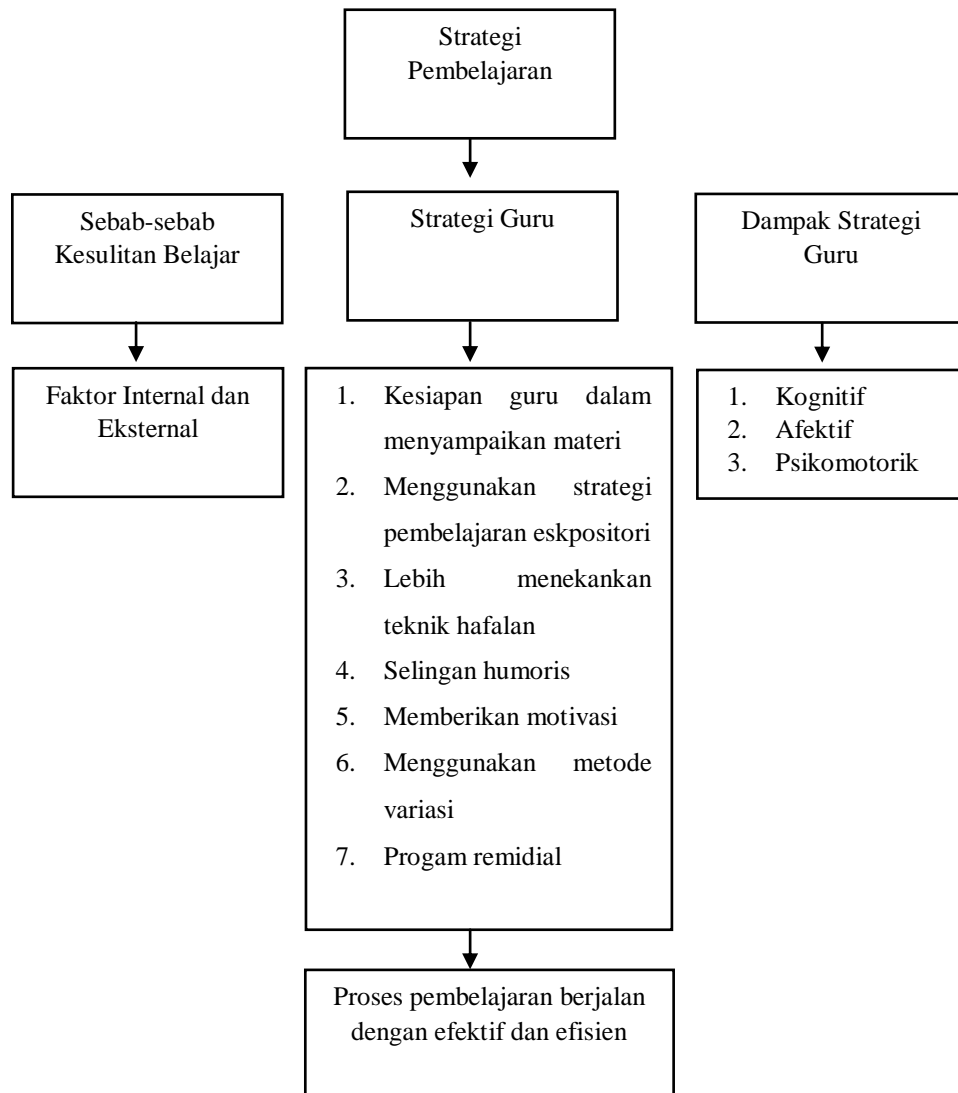 Strategi
Pembelajaran
Sebab-sebab
Kesulitan Belajar
Strategi Guru
Dampak Strategi
Guru
Faktor Internal dan
Eksternal
1. Kesiapan guru dalam
menyampaikan materi
2. Menggunakan strategi
pembelajaran eskpositori
3. Lebih menekankan
teknik hafalan
4. Selingan humoris
5. Memberikan motivasi
6. Menggunakan metode
variasi
7. Progam remidial
1. Kognitif
2. Afektif
3. Psikomotorik
Proses pembelajaran berjalan
dengan efektif dan efisien